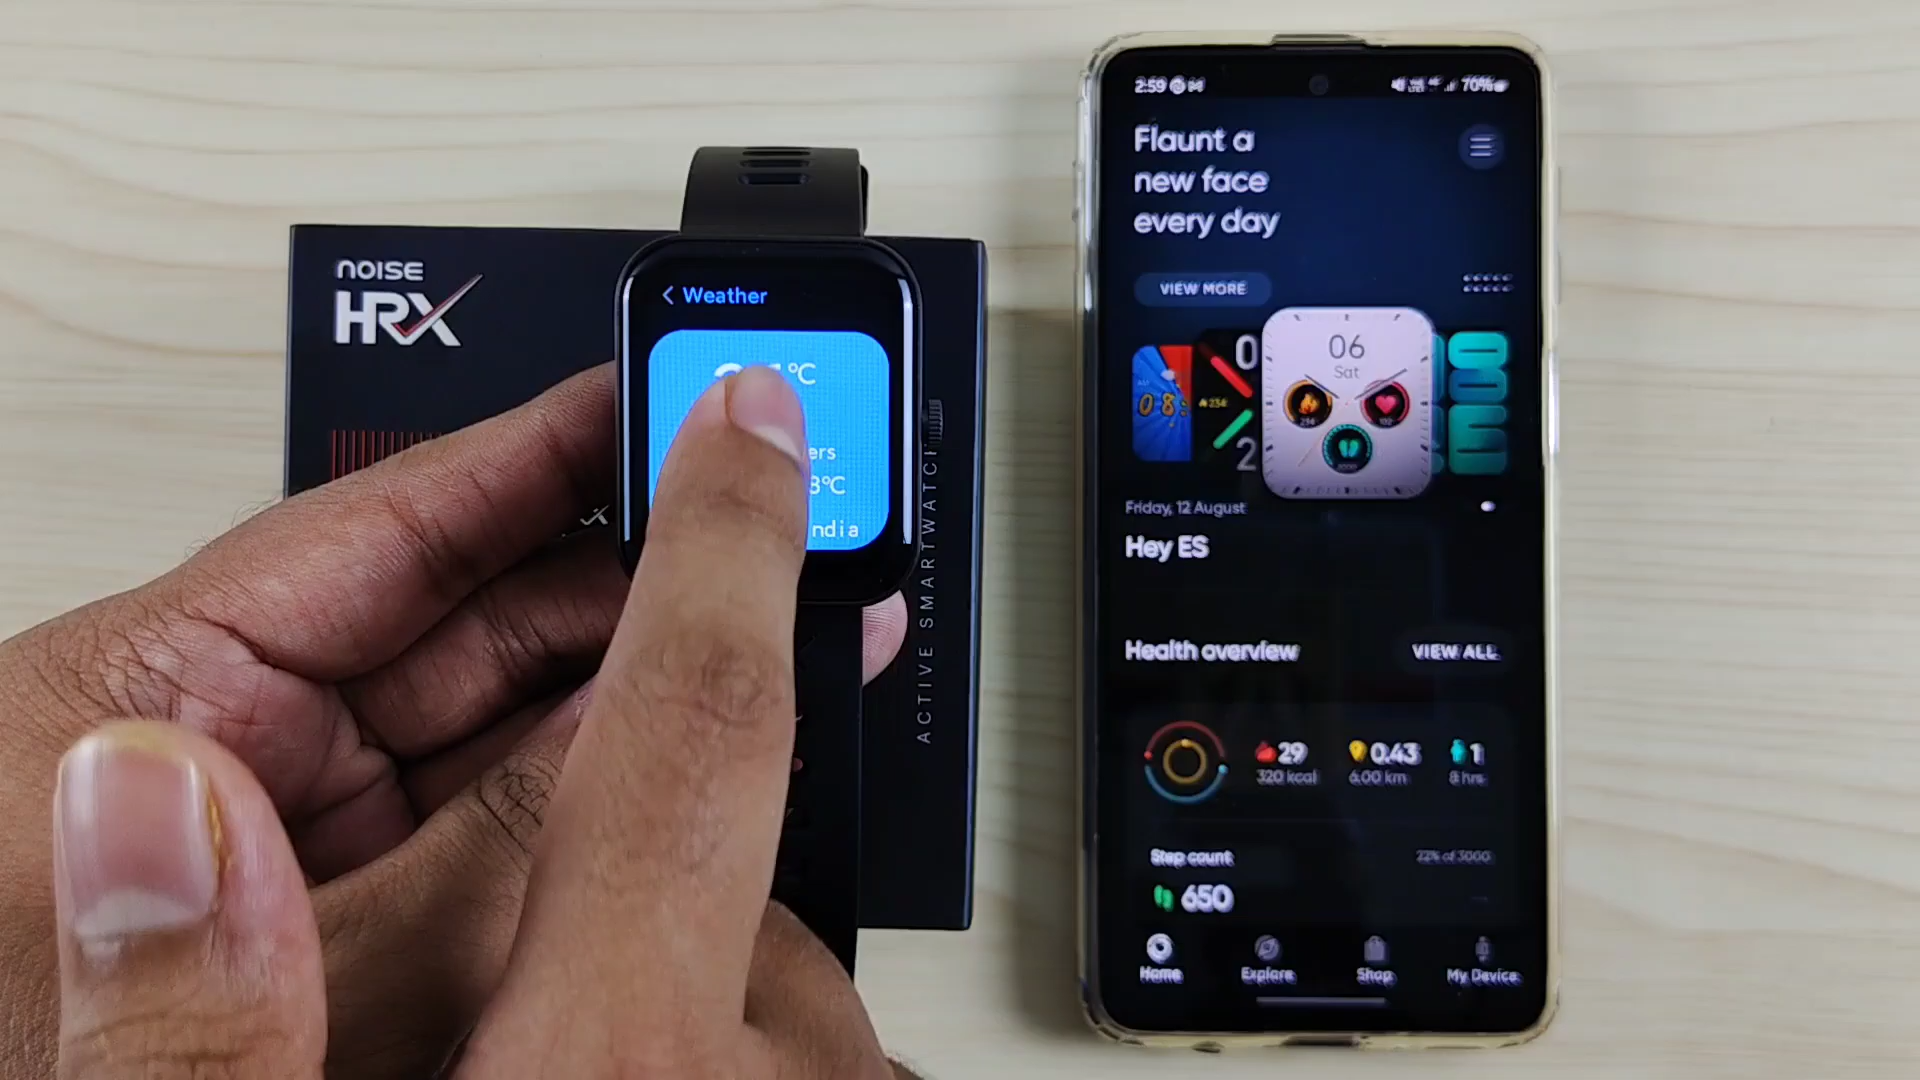 noise
HRX
ACTIVE SMARTWATCH
Weather
°C
ers
8°C
ndia
2:59
70%
Flaunt a
new face
every day
VIEW MORE
06
Sat
Friday, 12 August
Hey ES
Health overview
VIEW ALL
29
320 kcal
0.43
6.00 km
1
8 hrs
Step count
22% of 3000
650
Home
Explore
Shop
My Device